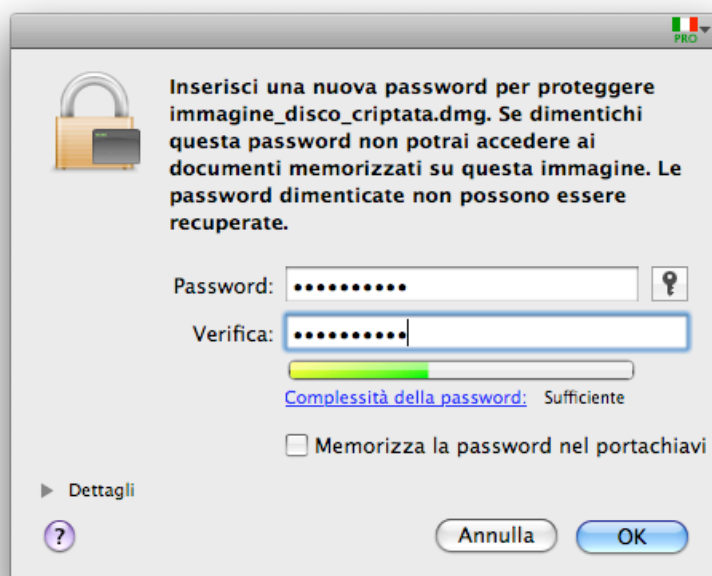 PRO
Inserisci una nuova password per proteggere
immagine_disco_criptata.dmg. Se dimentichi
questa password non potrai accedere ai
documenti memorizzati su questa immagine. Le
password dimenticate non possono essere
recuperate.
Password: ••••••••••
Verifica: ••••••••••
Complessità della password: Sufficiente
Memorizza la password nel portachiavi
Dettagli
? Annulla OK